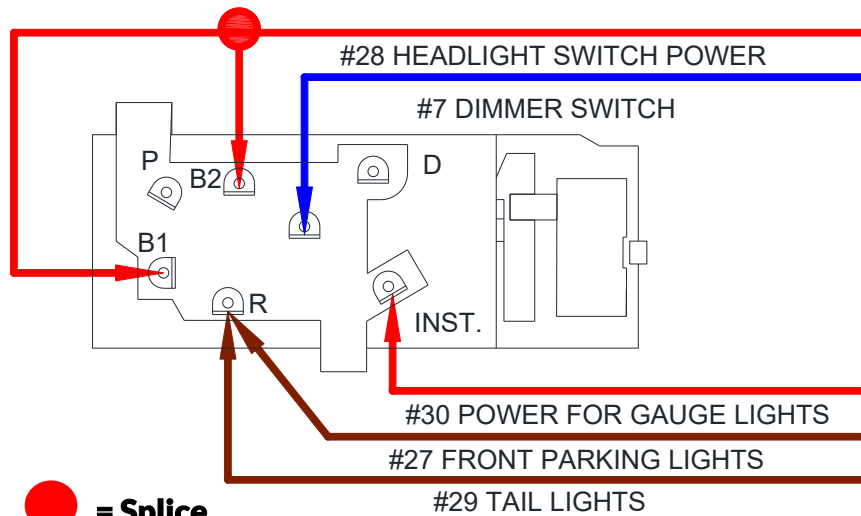 #28 HEADLIGHT SWITCH POWER
#7 DIMMER SWITCH
P
B2
D
B1
R
INST.
#30 POWER FOR GAUGE LIGHTS
#27 FRONT PARKING LIGHTS
#29 TAIL LIGHTS
= Splice